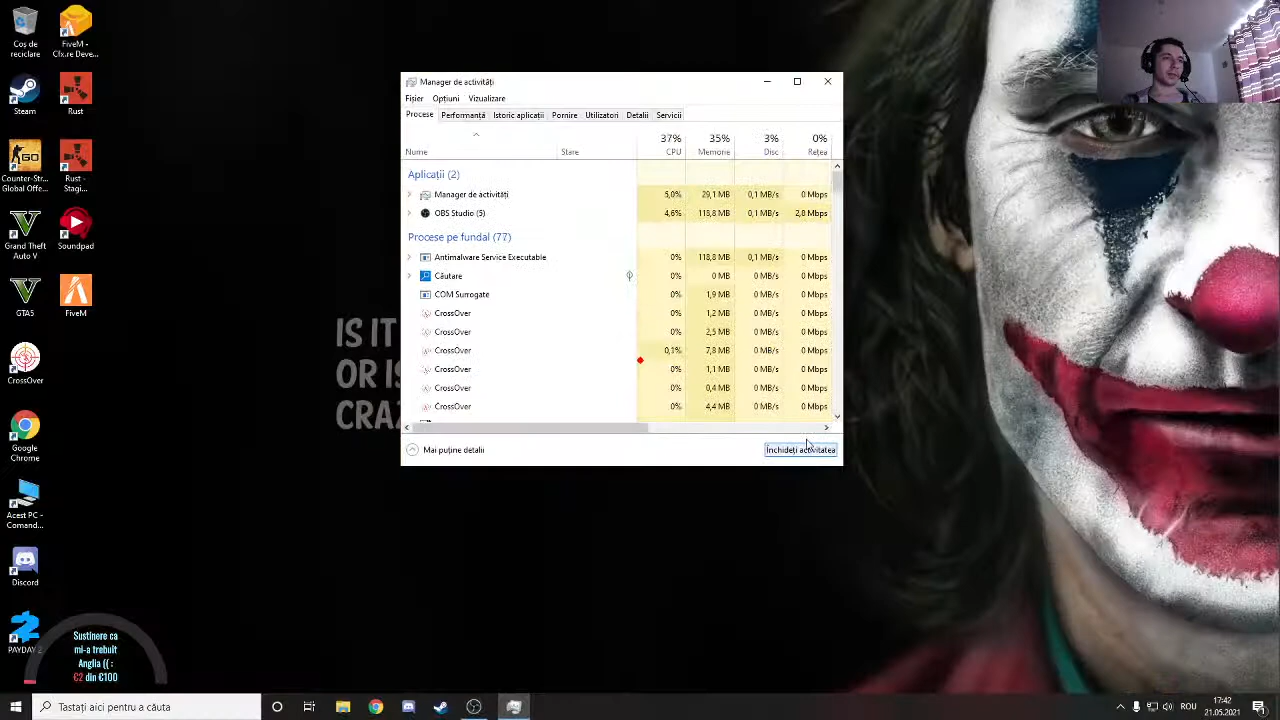 Coș de
reciclare
FiveM -
Cfx.re Deve...
Steam
Rust
Counter-Str...
Global Offe...
Rust -
Stagi...
Grand Theft
Auto V
Soundpad
GTA5
FiveM
CrossOver
Google
Chrome
Acest PC -
Comand...
Discord
PAYDAY 2
IS IT
OR IS
CRAZ
Sustinere ca
mi-a trebuit
Anglia (( :
€2 din €100
Manager de activități
Fișier Opțiuni Vizualizare
Procese Performanță Istoric aplicații Pornire Utilizatori Detalii Servicii
37% 35% 3% 0%
Nume Stare CPU Memorie Disc Rețea
Aplicații (2)
Manager de activități 5,0% 29,1 MB 0,1 MB/s 0 Mbps
OBS Studio (5) 4,6% 118,8 MB 0,1 MB/s 2,8 Mbps
Procese pe fundal (77)
Antimalware Service Executable 0% 118,8 MB 0,1 MB/s 0 Mbps
Căutare 0% 0 MB 0 MB/s 0 Mbps
COM Surrogate 0% 1,9 MB 0 MB/s 0 Mbps
CrossOver 0% 1,2 MB 0 MB/s 0 Mbps
CrossOver 0% 2,5 MB 0 MB/s 0 Mbps
CrossOver 0,1% 7,8 MB 0 MB/s 0 Mbps
CrossOver 0% 1,1 MB 0 MB/s 0 Mbps
CrossOver 0% 0,4 MB 0 MB/s 0 Mbps
CrossOver 0% 4,4 MB 0 MB/s 0 Mbps
Mai puține detalii
Închideți activitatea
Tastați aici pentru a căuta
ROU
17:42
21.05.2021